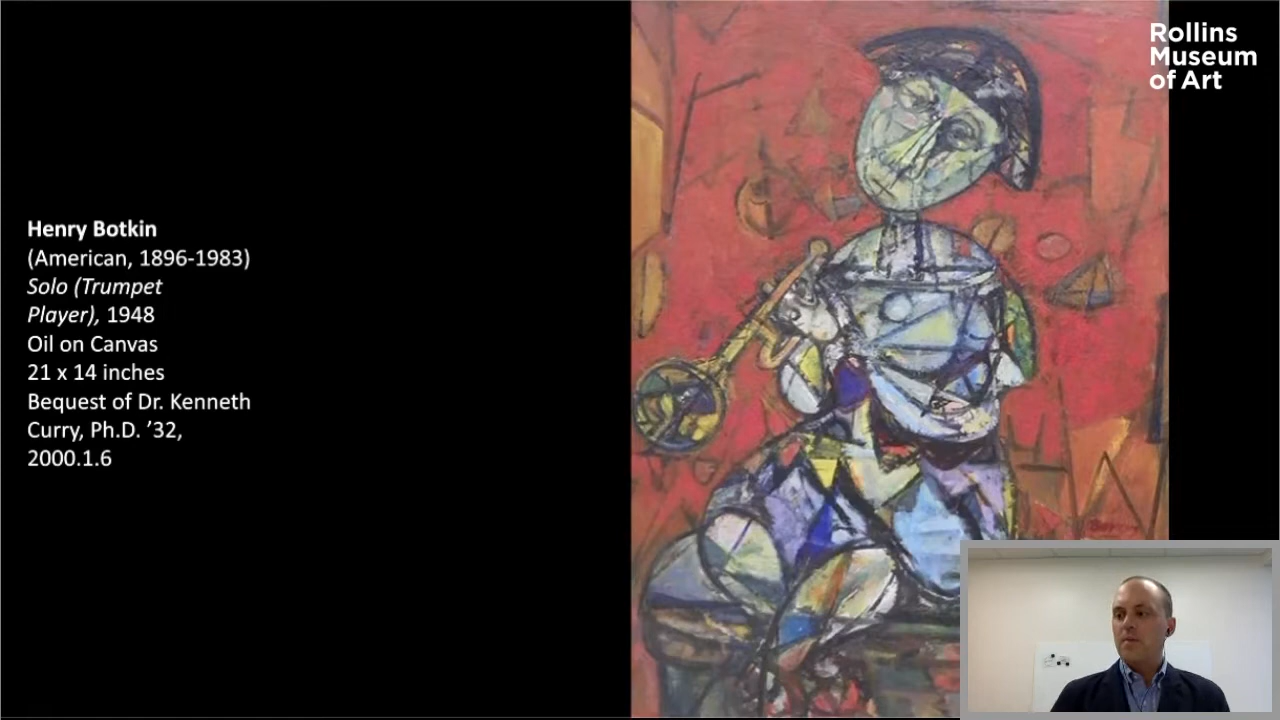 Henry Botkin
(American, 1896-1983)
Solo (Trumpet
Player), 1948
Oil on Canvas
21 x 14 inches
Bequest of Dr. Kenneth
Curry, Ph.D. ’32,
2000.1.6
Rollins
Museum
of Art